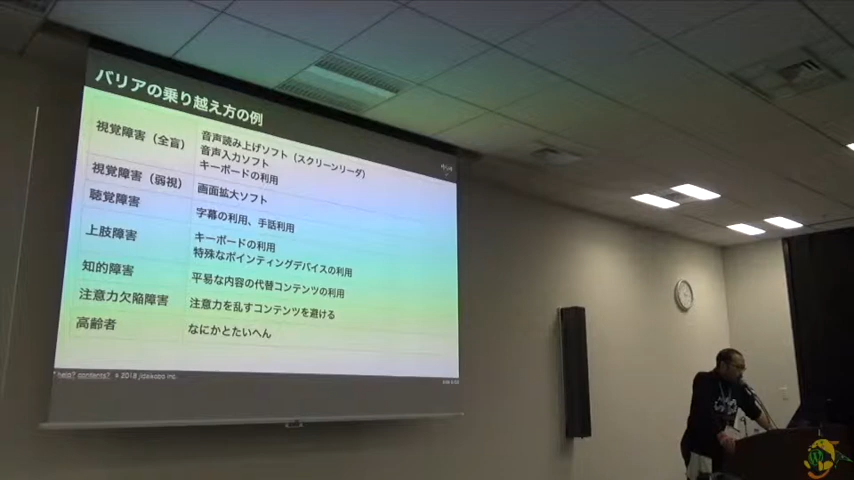 バリアの乗り越え方の例
視覚障害（全盲）
音声読み上げソフト（スクリーンリーダ）
音声入力ソフト
キーボードの利用
視覚障害（弱視）
画面拡大ソフト
聴覚障害
字幕の利用、手話利用
上肢障害
キーボードの利用
特殊なポインティングデバイスの利用
知的障害
平易な内容の代替コンテンツの利用
注意力欠陥障害
注意力を乱すコンテンツを避ける
高齢者
なにかとたいへん
help? contents? © 2018 jidaikobo inc.